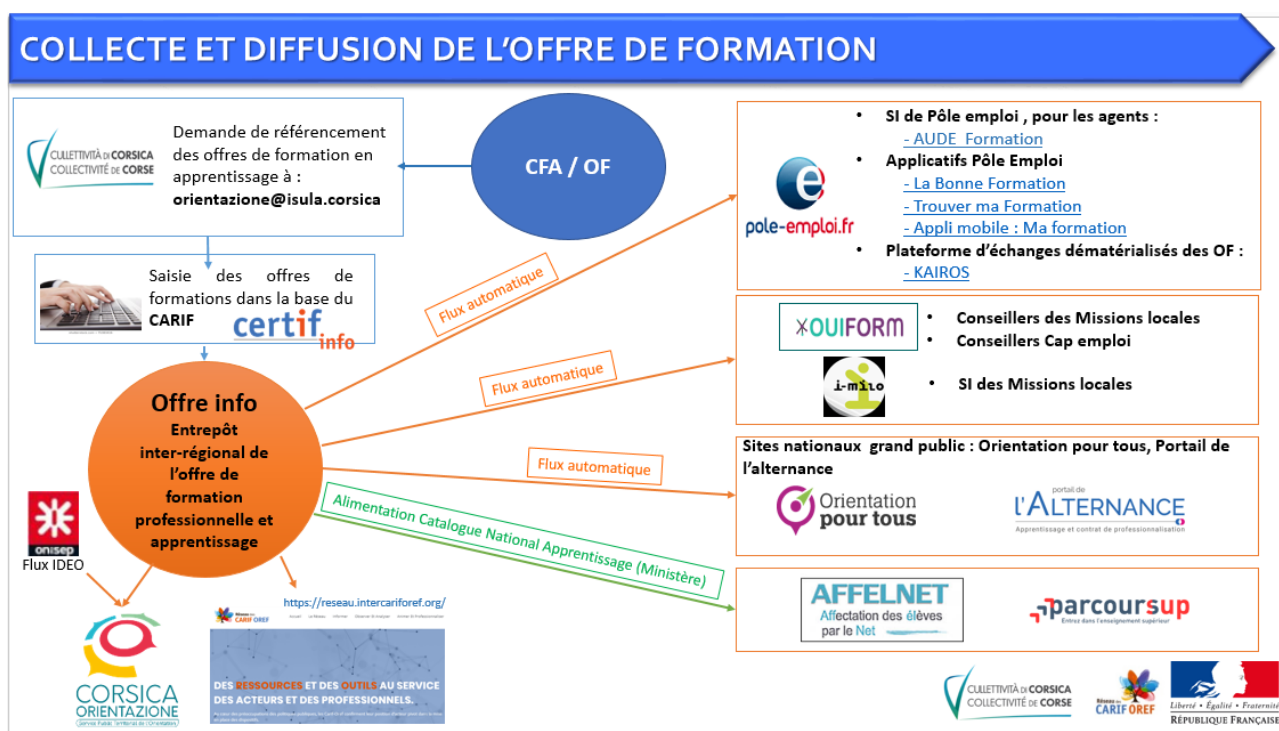 COLLECTE ET DIFFUSION DE L'OFFRE DE FORMATION
CULLETTIVITÀ DI CORSICA
COLLECTIVITÉ DE CORSE
Demande de référencement
des offres de formation en
apprentissage à :
orientazione@isula.corsica
CFA / OF
Saisie des offres de
formations dans la base du
CARIF
certif
info
Offre info
Entrepôt
inter-régional de
l'offre de
formation
professionnelle et
apprentissage
onisep
Flux IDEO
CORSICA
ORIENTAZIONE
(Service Public Territorial de l'Orientation)
https://reseau.intercariforef.org/
Réseau des
CARIF OREF
DES RESSOURCES ET DES OUTILS AU SERVICE
DES ACTEURS ET DES PROFESSIONNELS.
Flux automatique
Flux automatique
Flux automatique
Alimentation Catalogue National Apprentissage (Ministère)
pole-emploi.fr
• SI de Pôle emploi , pour les agents :
- AUDE Formation
• Applicatifs Pôle Emploi
- La Bonne Formation
- Trouver ma Formation
- Appli mobile : Ma formation
• Plateforme d'échanges dématérialisés des OF :
- KAIROS
OUIFORM
• Conseillers des Missions locales
• Conseillers Cap emploi
i-milo
• SI des Missions locales
Sites nationaux grand public : Orientation pour tous, Portail de
l'alternance
Orientation
pour tous
portail de
l'ALTERNANCE
Apprentissage et contrat de professionnalisation
AFFELNET
Affectation des élèves
par le Net
parcoursup
Entrez dans l'enseignement supérieur
CULLETTIVITÀ DI CORSICA
COLLECTIVITÉ DE CORSE
Réseau des
CARIF OREF
Liberté • Égalité • Fraternité
RÉPUBLIQUE FRANÇAISE